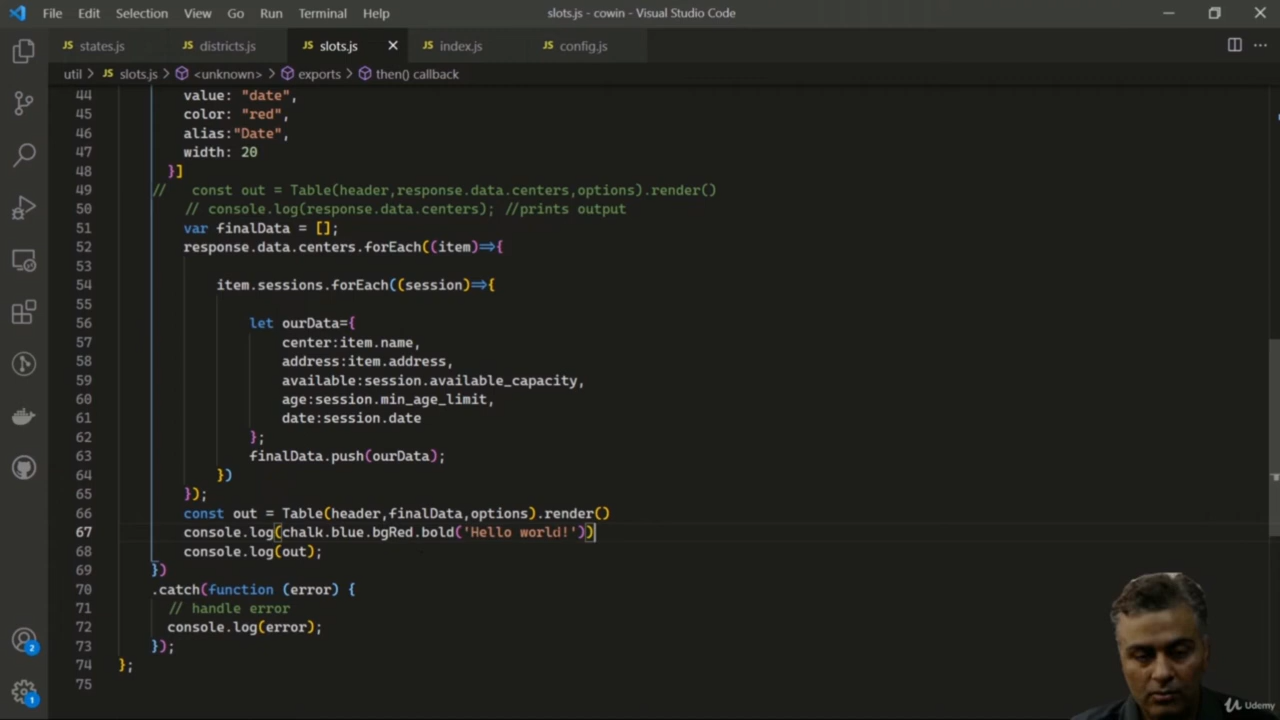 File Edit Selection View Go Run Terminal Help slots.js - cowin - Visual Studio Code
JS states.js JS districts.js JS slots.js JS index.js JS config.js
util > JS slots.js > <unknown> > exports > then() callback
44 value: "date",
45 color: "red",
46 alias:"Date",
47 width: 20
48 }]
49 // const out = Table(header,response.data.centers,options).render()
50 // console.log(response.data.centers); //prints output
51 var finalData = [];
52 response.data.centers.forEach((item)=>{
53
54 item.sessions.forEach((session)=>{
55
56 let ourData={
57 center:item.name,
58 address:item.address,
59 available:session.available_capacity,
60 age:session.min_age_limit,
61 date:session.date
62 };
63 finalData.push(ourData);
64 })
65 });
66 const out = Table(header,finalData,options).render()
67 console.log(chalk.blue.bgRed.bold('Hello world!'))
68 console.log(out);
69 })
70 .catch(function (error) {
71 // handle error
72 console.log(error);
73 });
74 };
75
2
1
Udemy